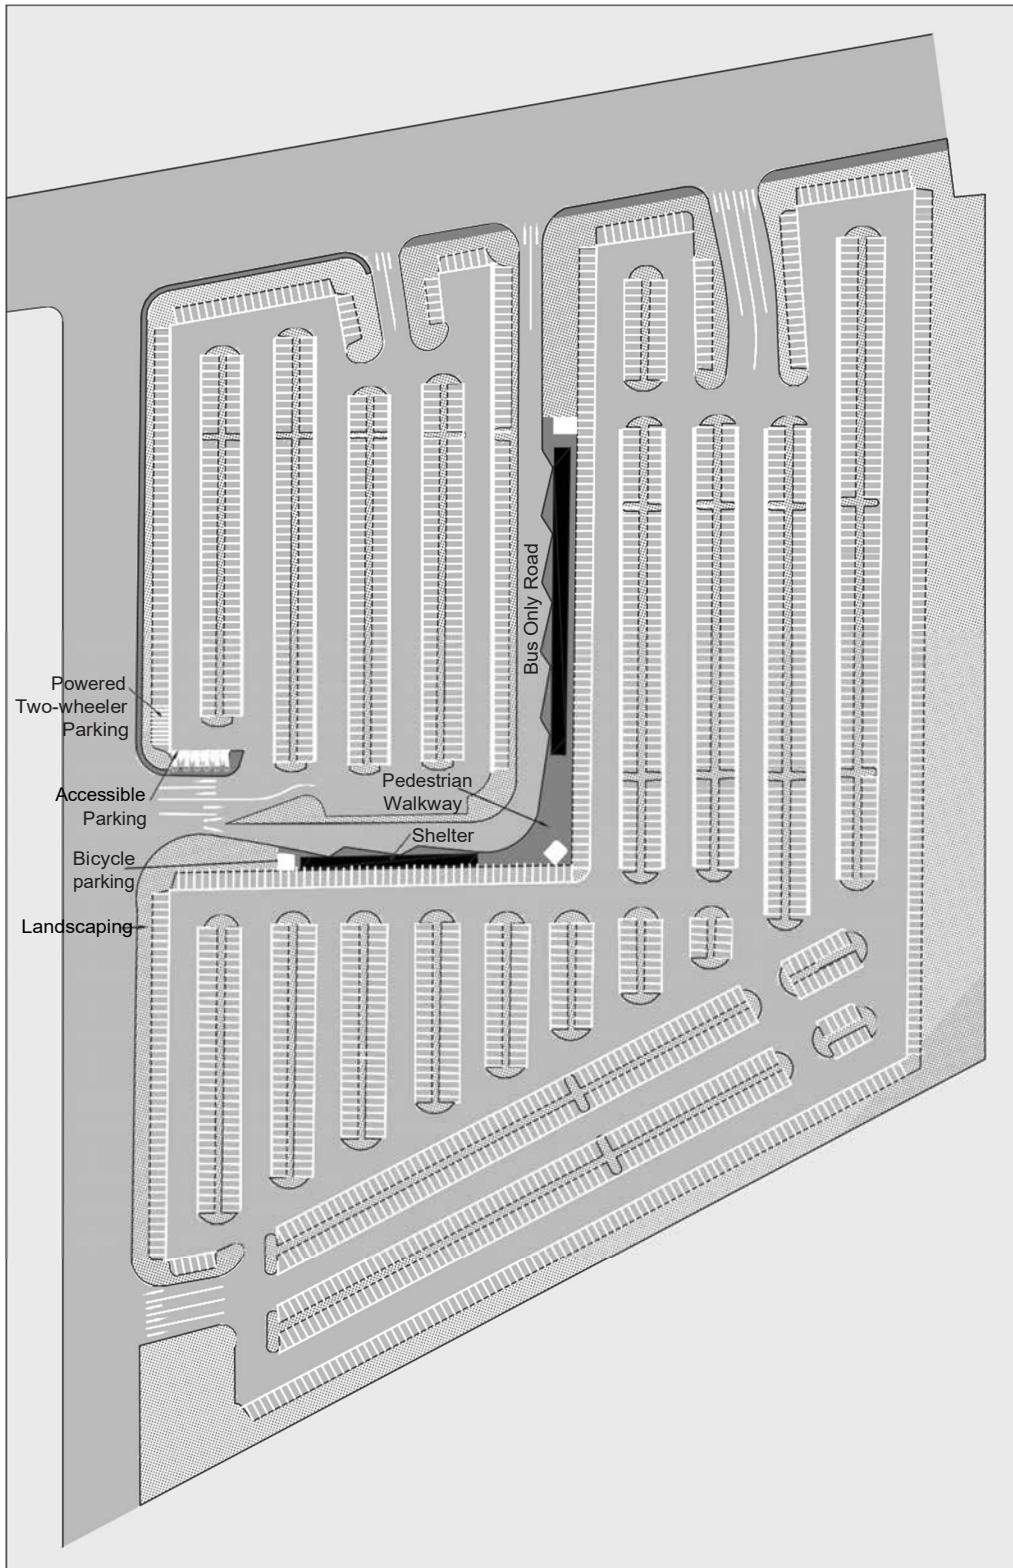 Bus Only Road
Powered
Two-wheeler
Parking
Accessible
Parking
Pedestrian
Walkway
Shelter
Bicycle
parking
Landscaping